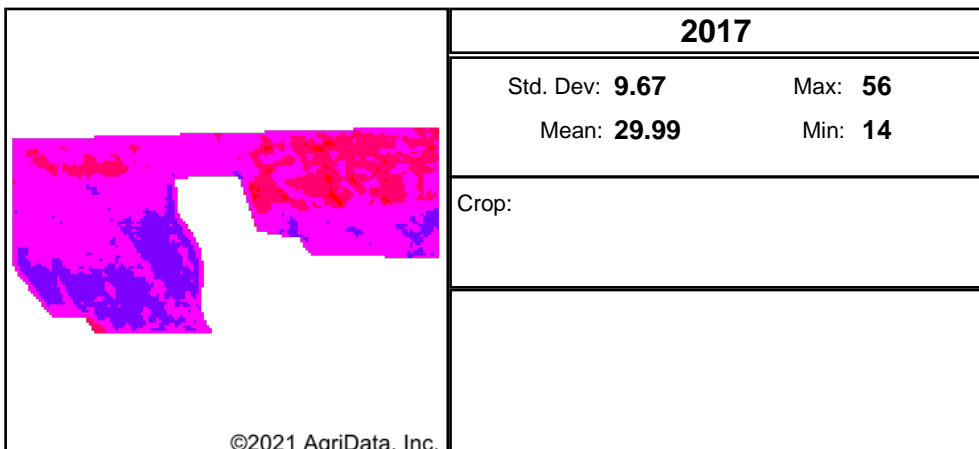 2017
Std. Dev: 9.67 Max: 56
Mean: 29.99 Min: 14
Crop:
©2021 AgriData, Inc.